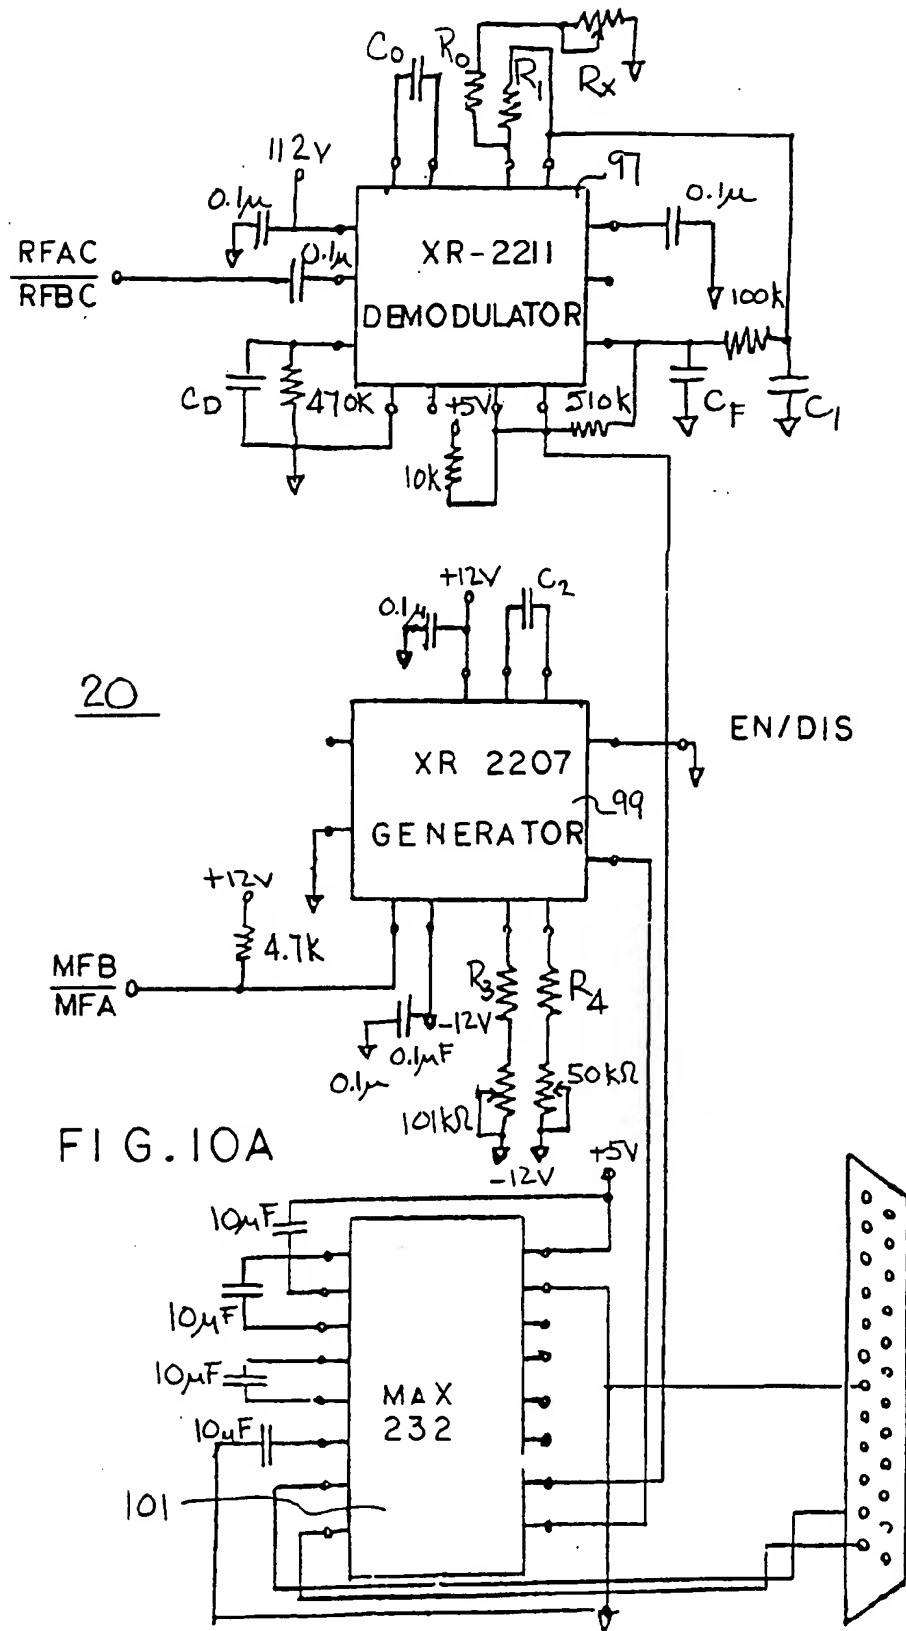 C0
R0
R1
Rx
112V
97
0.1μ
0.1μ
XR-2211
RFAC
RFBC
0.1μ
DEMODULATOR
100k
CD
470K
+5V
510k
CF
C1
10k
+12V
C2
0.1μ
20
EN/DIS
XR 2207
99
GENERATOR
+12V
4.7k
MFB
MFA
R3
R4
-12V
0.1μF
0.1μ
50kΩ
101kΩ
FIG.10A
-12V
+5V
10μF
10μF
10μF
MAX
232
10μF
101